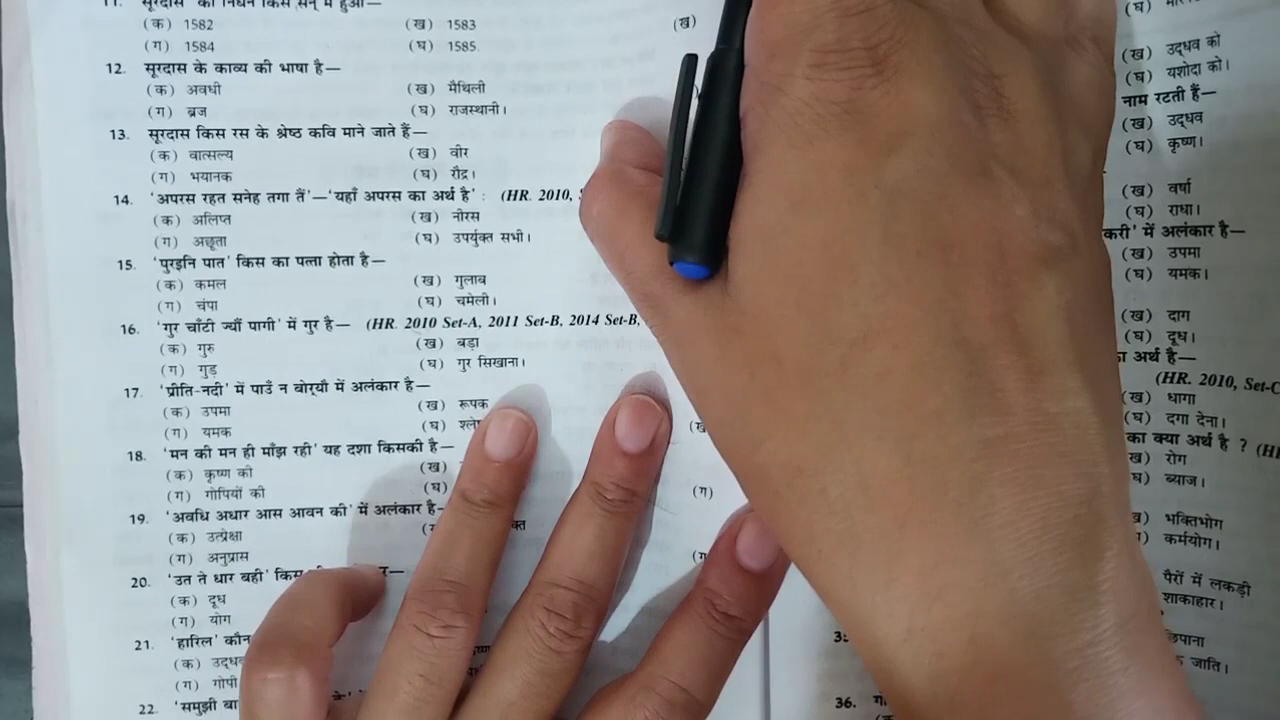 11. सूरदास का निधन किस सन् में हुआ—
(क) 1582 (ख) 1583
(ग) 1584 (घ) 1585.
12. सूरदास के काव्य की भाषा है—
(क) अवधी (ख) मैथिली
(ग) ब्रज (घ) राजस्थानी।
13. सूरदास किस रस के श्रेष्ठ कवि माने जाते हैं—
(क) वात्सल्य (ख) वीर
(ग) भयानक (घ) रौद्र।
14. 'अपरस रहत सनेह तगा तैं'—'यहाँ अपरस का अर्थ है' : (HR. 2010,
(क) अलिप्त (ख) नीरस
(ग) अछूता (घ) उपर्युक्त सभी।
15. 'पुरइनि पात' किस का पत्ता होता है—
(क) कमल (ख) गुलाब
(ग) चंपा (घ) चमेली।
16. 'गुर चाँटी ज्यौं पागी' में गुर है— (HR. 2010 Set-A, 2011 Set-B, 2014 Set-B,
(क) गुरु (ख) बड़ा
(ग) गुड़ (घ) गुर सिखाना।
17. 'प्रीति-नदी' में पाउँ न बोर्‌यौ में अलंकार है—
(क) उपमा (ख) रूपक
(ग) यमक (घ)
18. 'मन की मन ही माँझ रही' यह दशा किसकी है—
(क) कृष्ण की (ख)
(ग) गोपियों की (घ)
19. 'अवधि अधार आस आवन की' में अलंकार है-
(क) उत्प्रेक्षा
(ग) अनुप्रास
20. 'उत ते धार बही'
(क) दूध
(ग) योग
21. 'हारिल' कौन
(क) उद्धव
(ग) गोपी
22. 'समुझी बा
(ख)
(ग)
(घ)
(ख) उद्धव को
(घ) यशोदा को।
नाम रटती हैं—
(ख) उद्धव
(घ) कृष्ण।
(ख) वर्षा
(घ) राधा।
करी' में अलंकार है—
(ख) उपमा
(घ) यमक।
(ख) दाग
(घ) दूध।
अर्थ है—
(HR. 2010, Set-C
(ख) धागा
(घ) दगा देना।
का क्या अर्थ है ? (H
ख) रोग
घ) ब्याज।
भक्तिभोग
कर्मयोग।
पैरों में लकड़ी
शाकाहार।
जाति।
36.